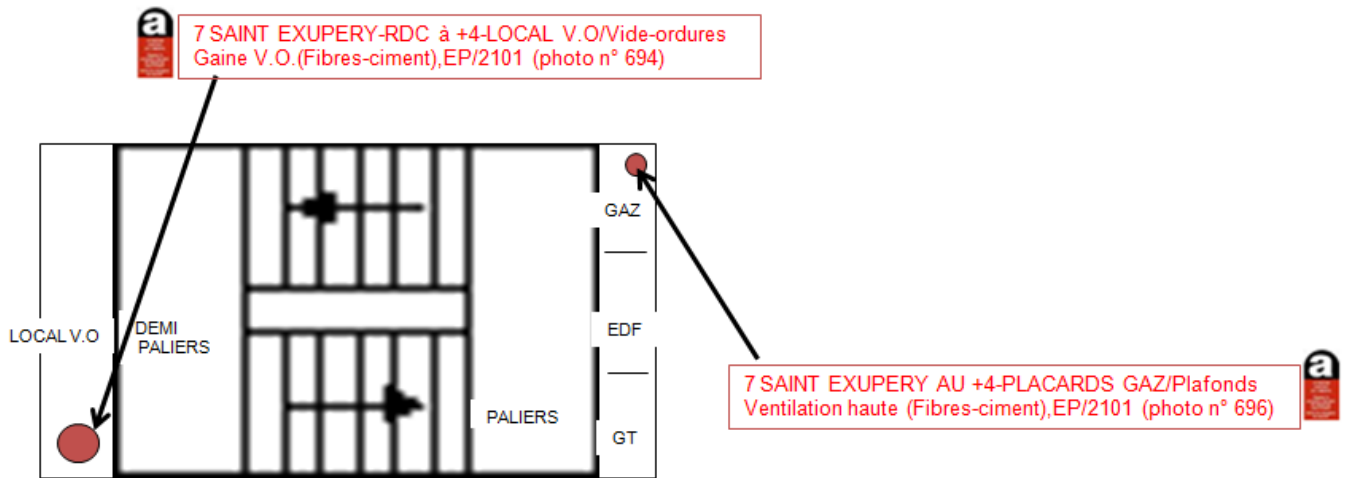 a
7 SAINT EXUPERY-RDC à +4-LOCAL V.O/Vide-ordures
Gaine V.O.(Fibres-ciment),EP/2101 (photo n° 694)
GAZ
LOCAL V.O
DEMI
PALIERS
EDF
PALIERS
GT
7 SAINT EXUPERY AU +4-PLACARDS GAZ/Plafonds
Ventilation haute (Fibres-ciment),EP/2101 (photo n° 696)
a